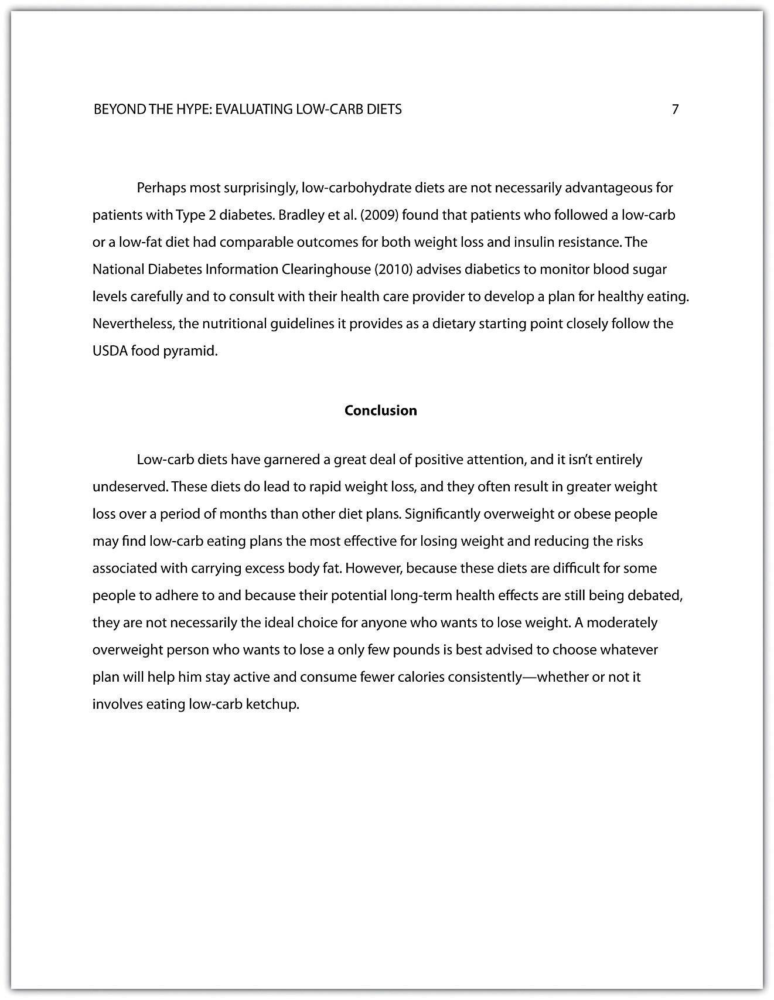 BEYOND THE HYPE: EVALUATING LOW-CARB DIETS 7
Perhaps most surprisingly, low-carbohydrate diets are not necessarily advantageous for
patients with Type 2 diabetes. Bradley et al. (2009) found that patients who followed a low-carb
or a low-fat diet had comparable outcomes for both weight loss and insulin resistance. The
National Diabetes Information Clearinghouse (2010) advises diabetics to monitor blood sugar
levels carefully and to consult with their health care provider to develop a plan for healthy eating.
Nevertheless, the nutritional guidelines it provides as a dietary starting point closely follow the
USDA food pyramid.
Conclusion
Low-carb diets have garnered a great deal of positive attention, and it isn’t entirely
undeserved. These diets do lead to rapid weight loss, and they often result in greater weight
loss over a period of months than other diet plans. Significantly overweight or obese people
may find low-carb eating plans the most effective for losing weight and reducing the risks
associated with carrying excess body fat. However, because these diets are difficult for some
people to adhere to and because their potential long-term health effects are still being debated,
they are not necessarily the ideal choice for anyone who wants to lose weight. A moderately
overweight person who wants to lose a only few pounds is best advised to choose whatever
plan will help him stay active and consume fewer calories consistently—whether or not it
involves eating low-carb ketchup.